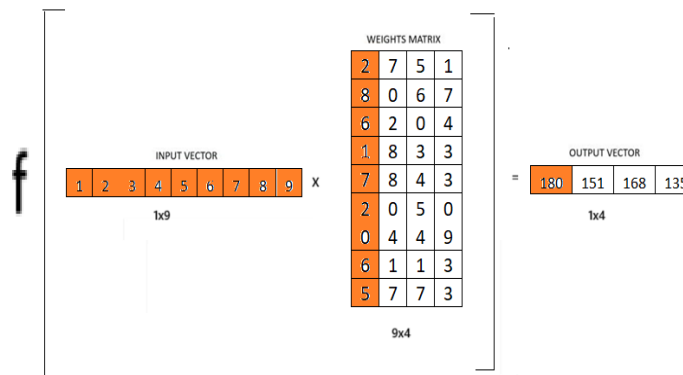 WEIGHTS MATRIX
2 7 5 1
8 0 6 7
6 2 0 4
1 8 3 3
7 8 4 3
2 0 5 0
0 4 4 9
6 1 1 3
5 7 7 3
9x4
f
INPUT VECTOR
1 2 3 4 5 6 7 8 9
1x9
x
=
OUTPUT VECTOR
180 151 168 135
1x4